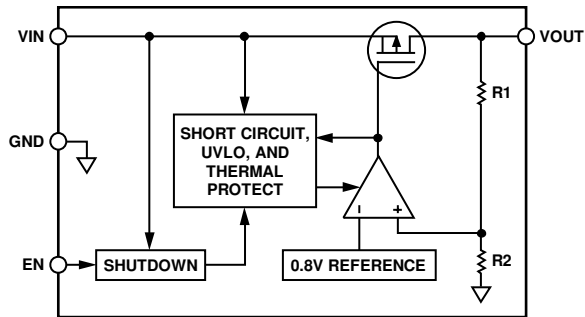 VIN
VOUT
R1
GND
SHORT CIRCUIT,
UVLO, AND
THERMAL
PROTECT
– +
EN
SHUTDOWN
0.8V REFERENCE
R2